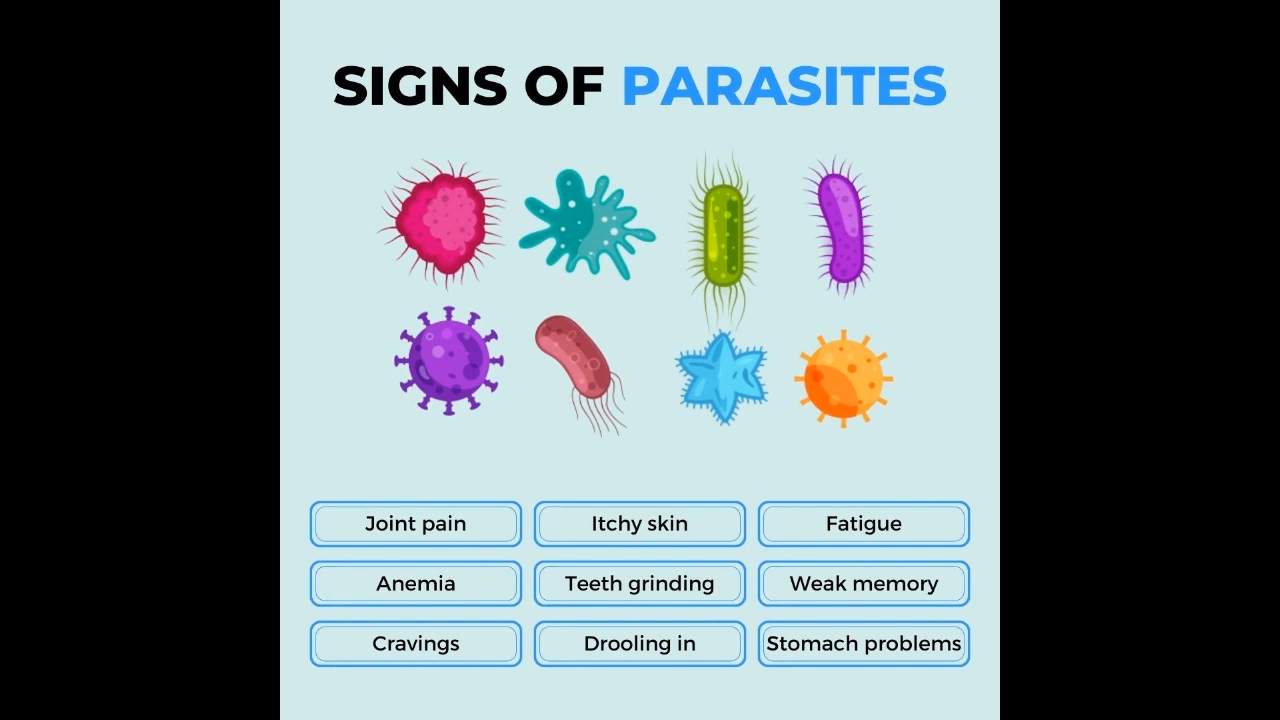 SIGNS OF PARASITES
Joint pain
Itchy skin
Fatigue
Anemia
Teeth grinding
Weak memory
Cravings
Drooling in
Stomach problems